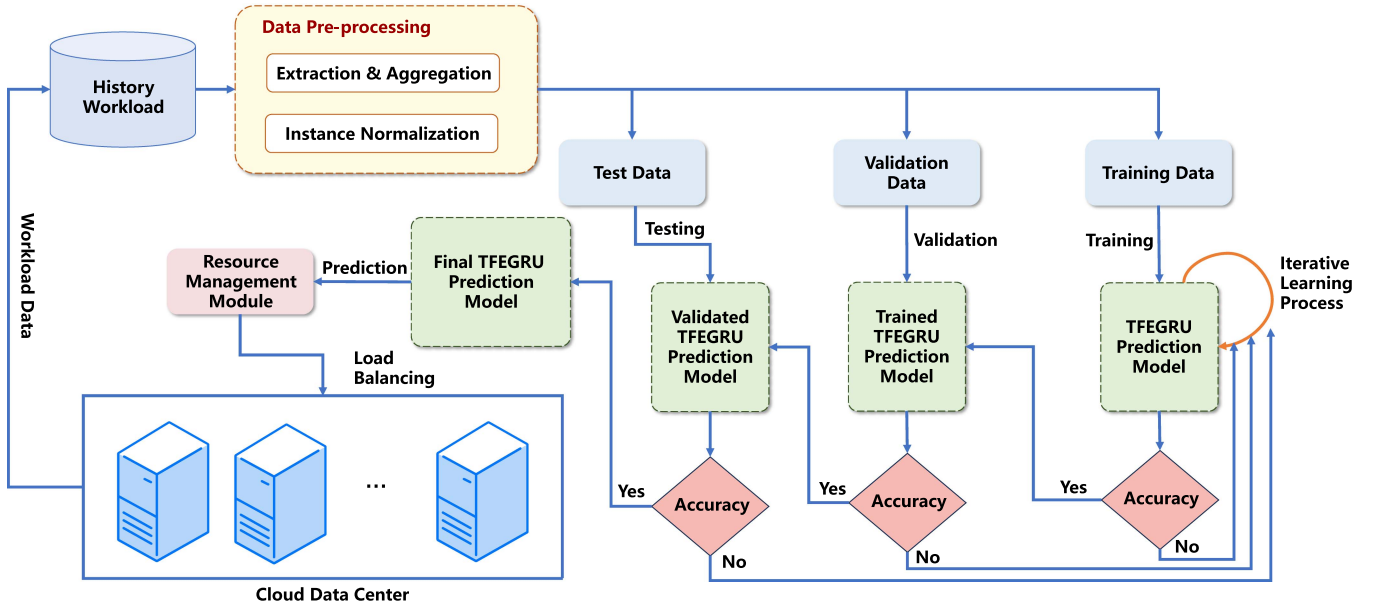 Data Pre-processing
Extraction & Aggregation
Instance Normalization
History
Workload
Test Data
Validation
Data
Training Data
Testing
Validation
Training
Workload Data
Resource
Management
Module
Prediction
Final TFEGRU
Prediction
Model
Validated
TFEGRU
Prediction
Model
Trained
TFEGRU
Prediction
Model
TFEGRU
Prediction
Model
Iterative
Learning
Process
Load
Balancing
...
Yes
Accuracy
Yes
Accuracy
Yes
Accuracy
No
No
No
Cloud Data Center